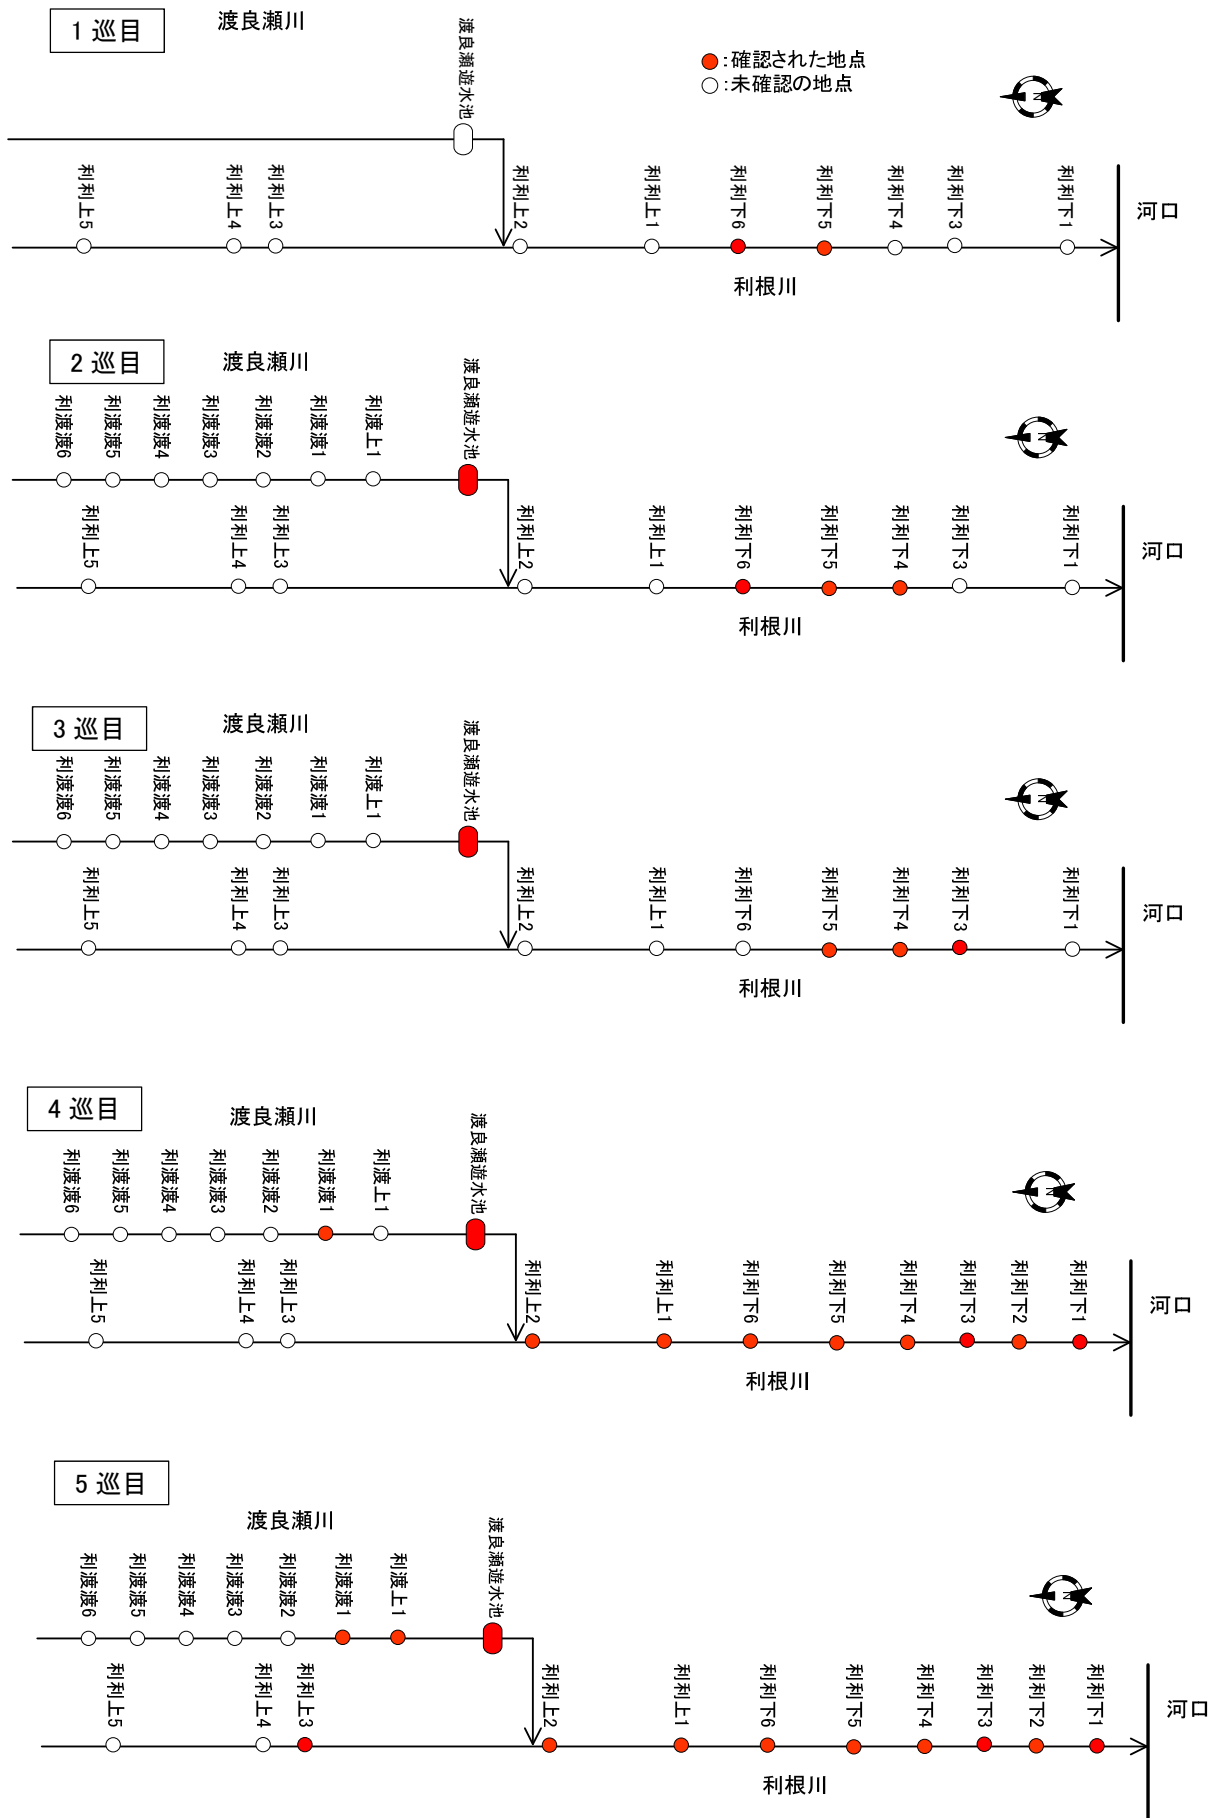 1 巡目
渡良瀬川
渡良瀬遊水池
:確認された地点
:未確認の地点
N
利利上5
利利上4
利利上3
利利上2
利利上1
利利下6
利利下5
利利下4
利利下3
利利下1
河口
利根川
2 巡目
渡良瀬川
渡良瀬遊水池
N
利渡渡6
利渡渡5
利渡渡4
利渡渡3
利渡渡2
利渡渡1
利渡上1
利利上5
利利上4
利利上3
利利上2
利利上1
利利下6
利利下5
利利下4
利利下3
利利下1
河口
利根川
3 巡目
渡良瀬川
渡良瀬遊水池
N
利渡渡6
利渡渡5
利渡渡4
利渡渡3
利渡渡2
利渡渡1
利渡上1
利利上5
利利上4
利利上3
利利上2
利利上1
利利下6
利利下5
利利下4
利利下3
利利下1
河口
利根川
4 巡目
渡良瀬川
渡良瀬遊水池
N
利渡渡6
利渡渡5
利渡渡4
利渡渡3
利渡渡2
利渡渡1
利渡上1
利利上5
利利上4
利利上3
利利上2
利利上1
利利下6
利利下5
利利下4
利利下3
利利下2
利利下1
河口
利根川
5 巡目
渡良瀬川
渡良瀬遊水池
N
利渡渡6
利渡渡5
利渡渡4
利渡渡3
利渡渡2
利渡渡1
利渡上1
利利上5
利利上4
利利上3
利利上2
利利上1
利利下6
利利下5
利利下4
利利下3
利利下2
利利下1
河口
利根川